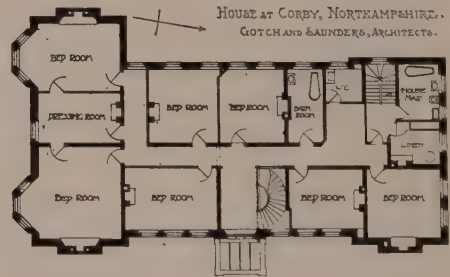 HOUSE AT CORBY, NORTHAMPSHIRE.
GOTCH AND SAUNDERS, ARCHITECTS.
BED ROOM
DRESSING ROOM
BED ROOM
BED ROOM
BED ROOM
BATH ROOM
W.C.
HOUSE MAID
LINEN
BED ROOM
BED ROOM
BED ROOM